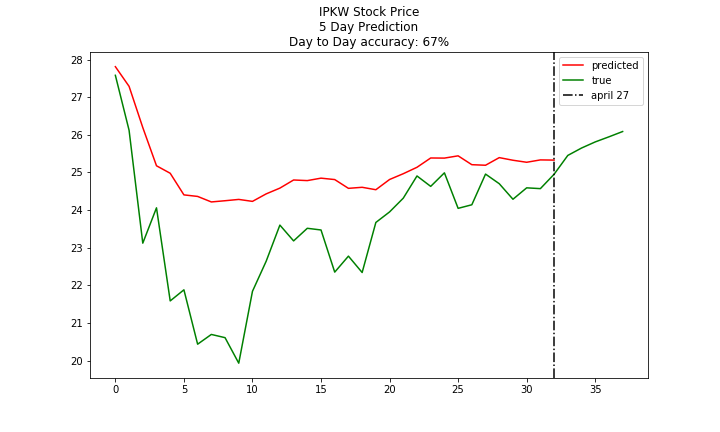 IPKW Stock Price
5 Day Prediction
Day to Day accuracy: 67%
28
27
26
25
24
23
22
21
20
0 5 10 15 20 25 30 35
predicted
true
april 27